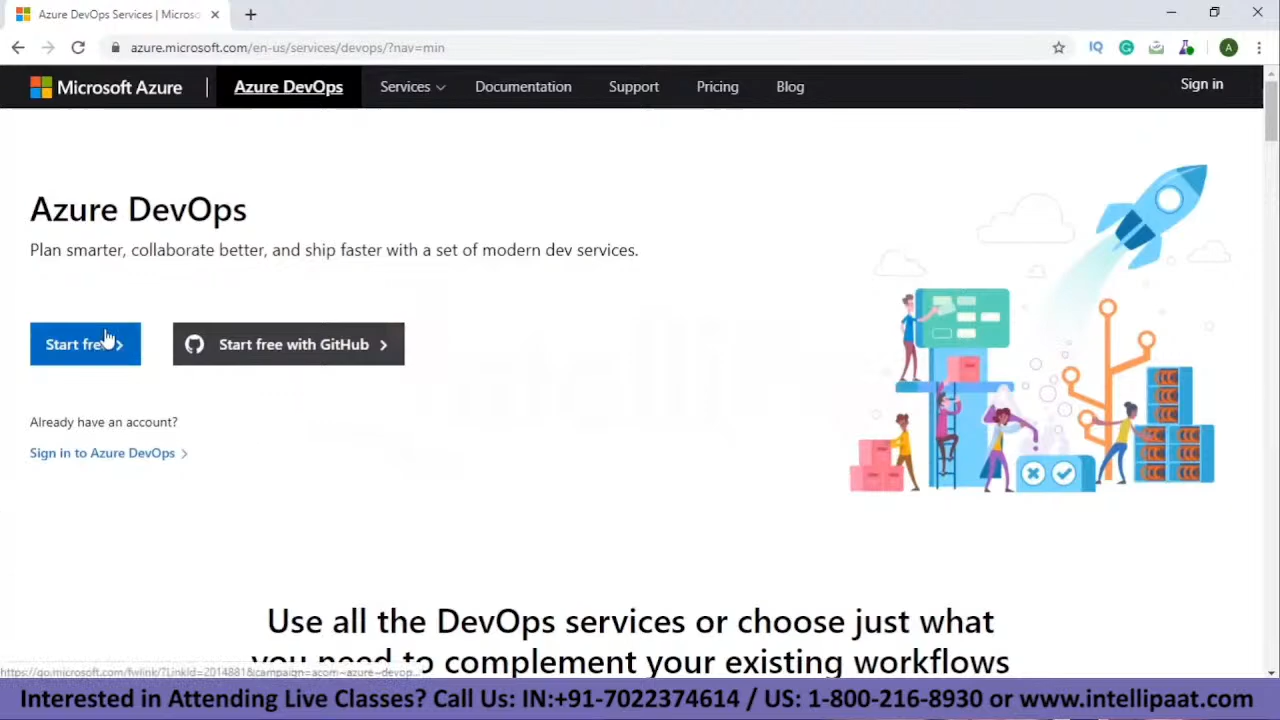 Azure DevOps Services | Microso
azure.microsoft.com/en-us/services/devops/?nav=min
IQ
A
Microsoft Azure
Azure DevOps
Services
Documentation
Support
Pricing
Blog
Sign in
Azure DevOps
Plan smarter, collaborate better, and ship faster with a set of modern dev services.
Start free
Start free with GitHub
Already have an account?
Sign in to Azure DevOps
Use all the DevOps services or choose just what
you need to complement your existing workflows
Interested in Attending Live Classes? Call Us: IN:+91-7022374614 / US: 1-800-216-8930 or www.intellipaat.com